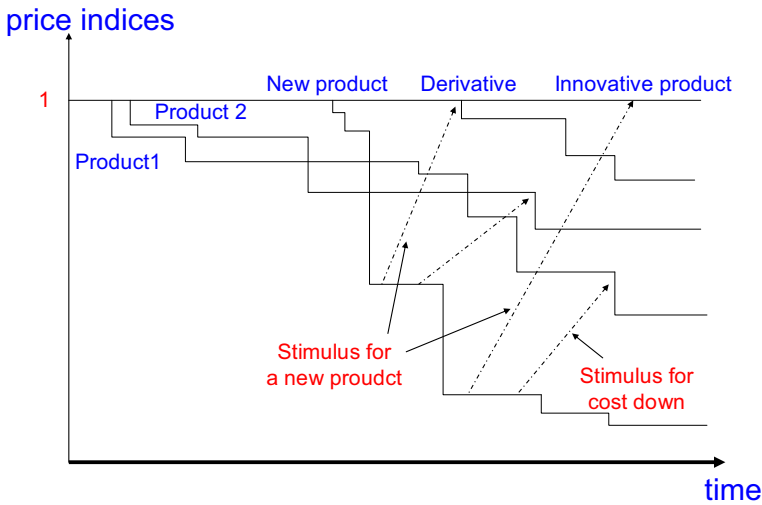 price indices
New product
Derivative
Innovative product
1
Product 2
Product1
Stimulus for
a new proudct
Stimulus for
cost down
time